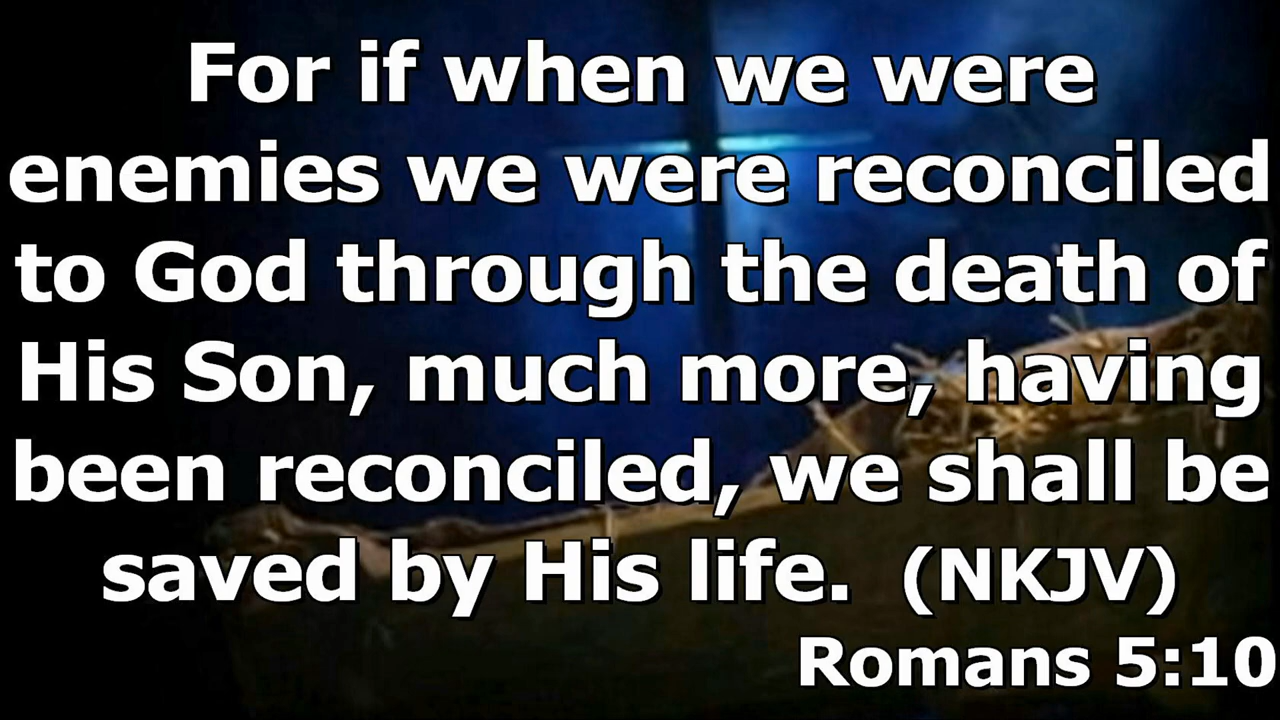 For if when we were
enemies we were reconciled
to God through the death of
His Son, much more, having
been reconciled, we shall be
saved by His life.  (NKJV)
Romans 5:10